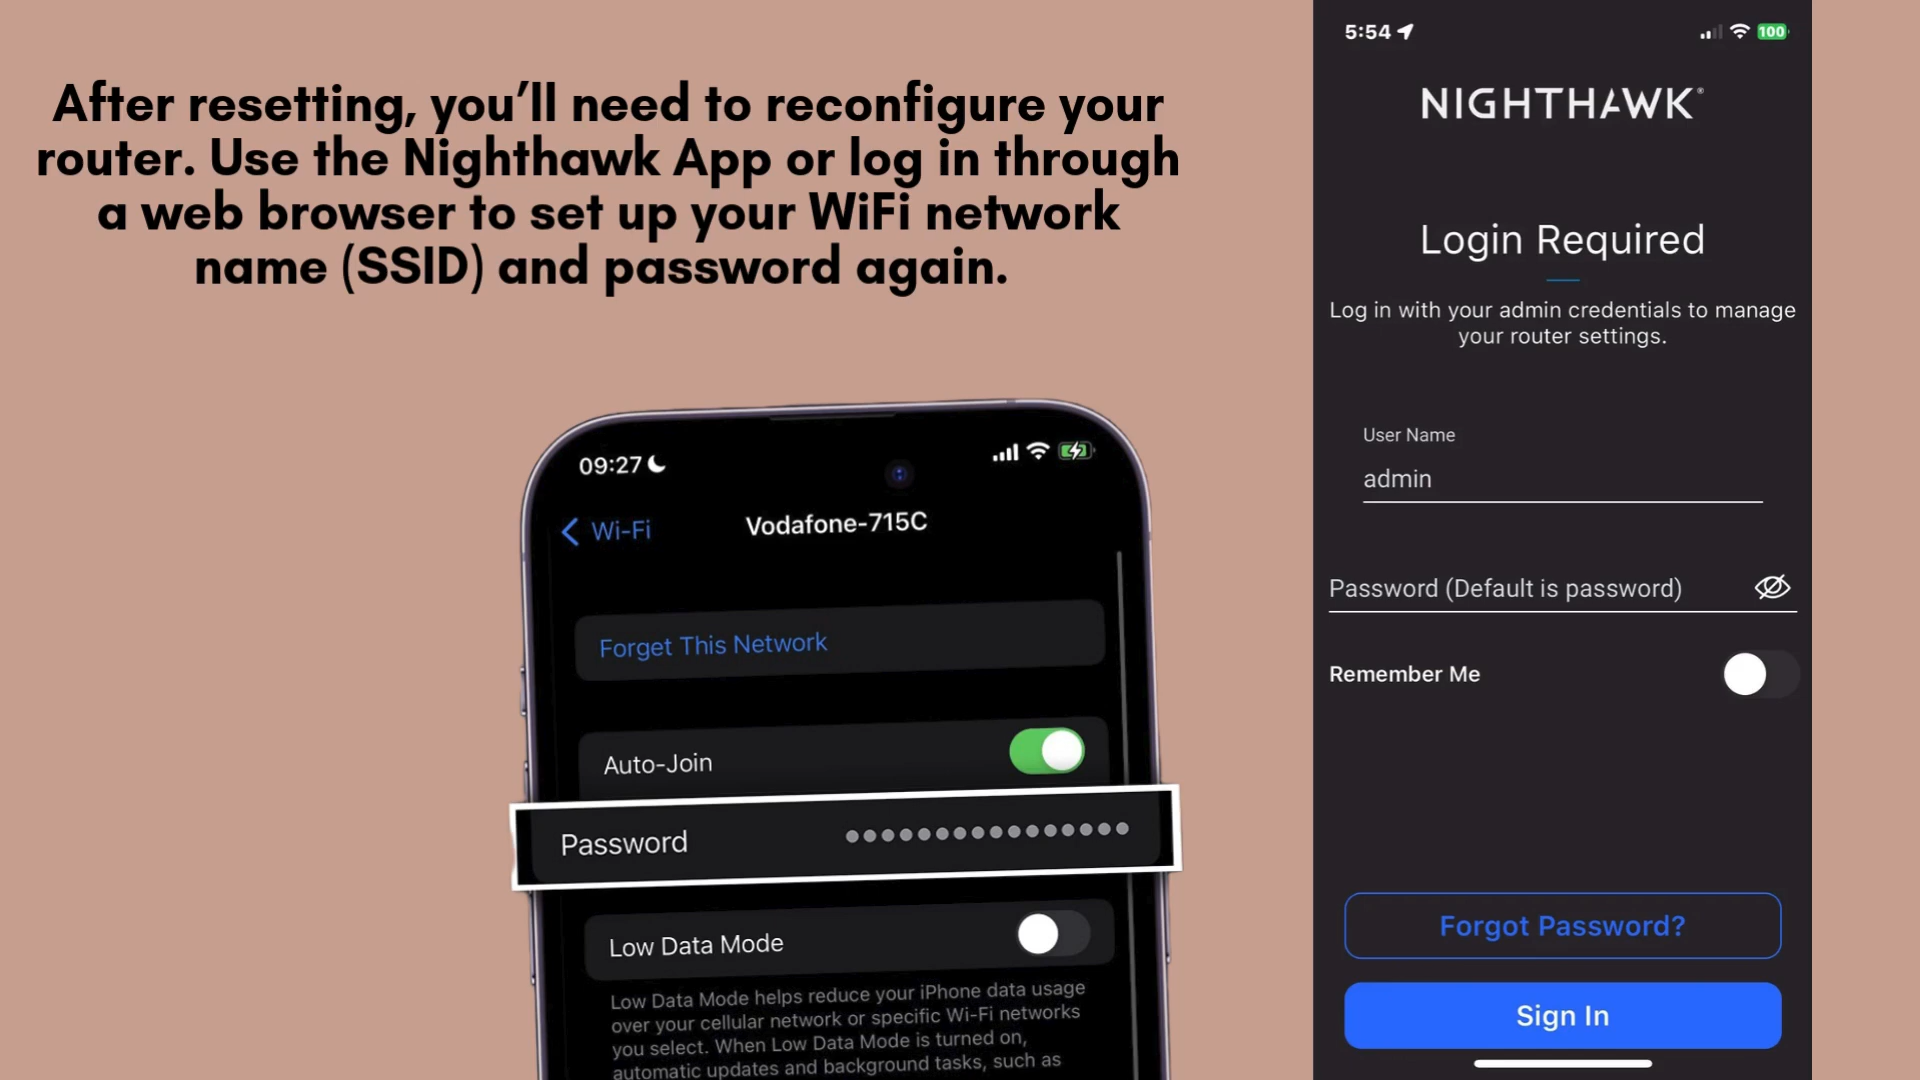 After resetting, you’ll need to reconfigure your
router. Use the Nighthawk App or log in through
a web browser to set up your WiFi network
name (SSID) and password again.
09:27
Wi-Fi
Vodafone-715C
Forget This Network
Auto-Join
Password
Low Data Mode
Low Data Mode helps reduce your iPhone data usage
over your cellular network or specific Wi-Fi networks
you select. When Low Data Mode is turned on,
automatic updates and background tasks, such as
5:54
100
NIGHTHAWK®
Login Required
Log in with your admin credentials to manage
your router settings.
User Name
admin
Password (Default is password)
Remember Me
Forgot Password?
Sign In